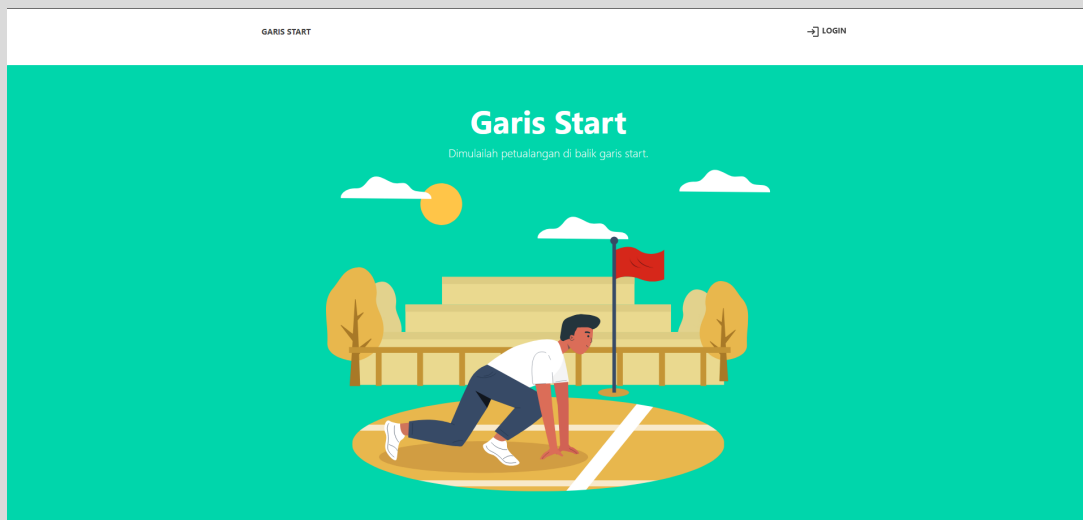 GARIS START
LOGIN
Garis Start
Dimulailah petualangan di balik garis start.